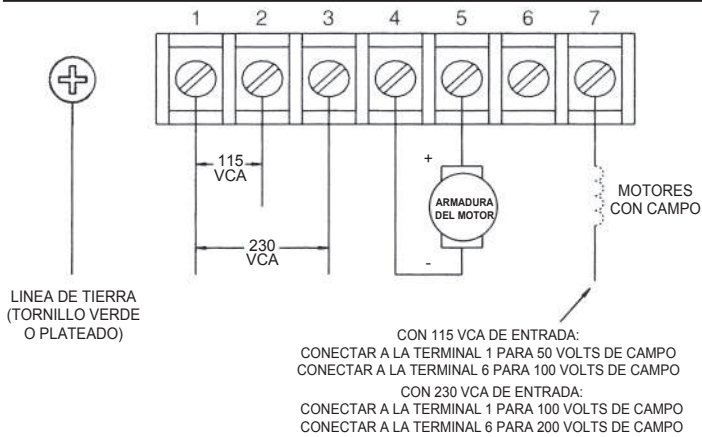 1 2 3 4 5 6 7
115
VCA
230
VCA
+
ARMADURA
DEL MOTOR
-
MOTORES
CON CAMPO
LINEA DE TIERRA
(TORNILLO VERDE
O PLATEADO)
CON 115 VCA DE ENTRADA:
CONECTAR A LA TERMINAL 1 PARA 50 VOLTS DE CAMPO
CONECTAR A LA TERMINAL 6 PARA 100 VOLTS DE CAMPO
CON 230 VCA DE ENTRADA:
CONECTAR A LA TERMINAL 1 PARA 100 VOLTS DE CAMPO
CONECTAR A LA TERMINAL 6 PARA 200 VOLTS DE CAMPO